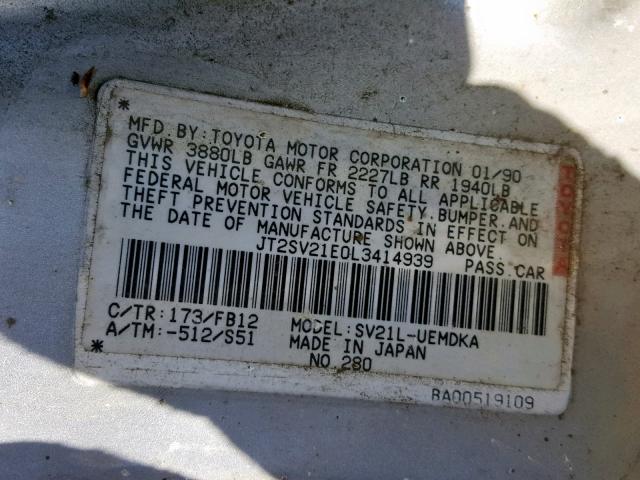 *
MFD. BY: TOYOTA MOTOR CORPORATION 01/90
GVWR 3880LB GAWR FR 2227LB RR 1940LB
THIS VEHICLE CONFORMS TO ALL APPLICABLE
FEDERAL MOTOR VEHICLE SAFETY, BUMPER, AND
THEFT PREVENTION STANDARDS IN EFFECT ON
THE DATE OF MANUFACTURE SHOWN ABOVE.
JT2SV21E0L3414939 PASS. CAR
TOYOTA
C/TR: 173/FB12 MODEL: SV21L-UEMDKA
A/TM: -512/S51 MADE IN JAPAN
* NO. 280
BA00519109